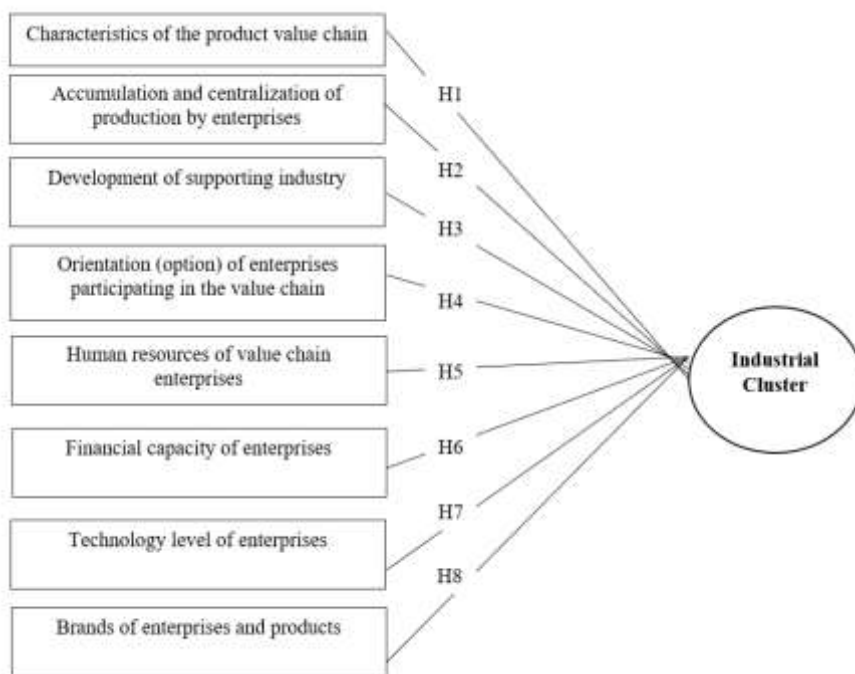 Characteristics of the product value chain
H1
Accumulation and centralization of
production by enterprises
H2
Development of supporting industry
H3
Orientation (option) of enterprises
participating in the value chain
H4
Human resources of value chain
enterprises
H5
Financial capacity of enterprises
H6
Technology level of enterprises
H7
Brands of enterprises and products
H8
Industrial
Cluster